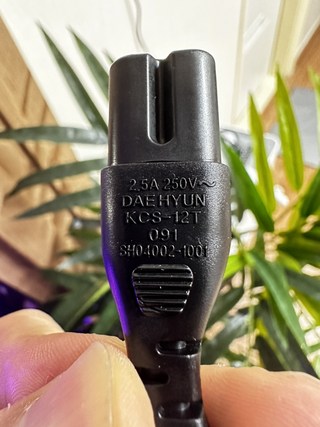 2.5A 250V~
DAEHYUN
KCS-12T
091
SH04002-1001